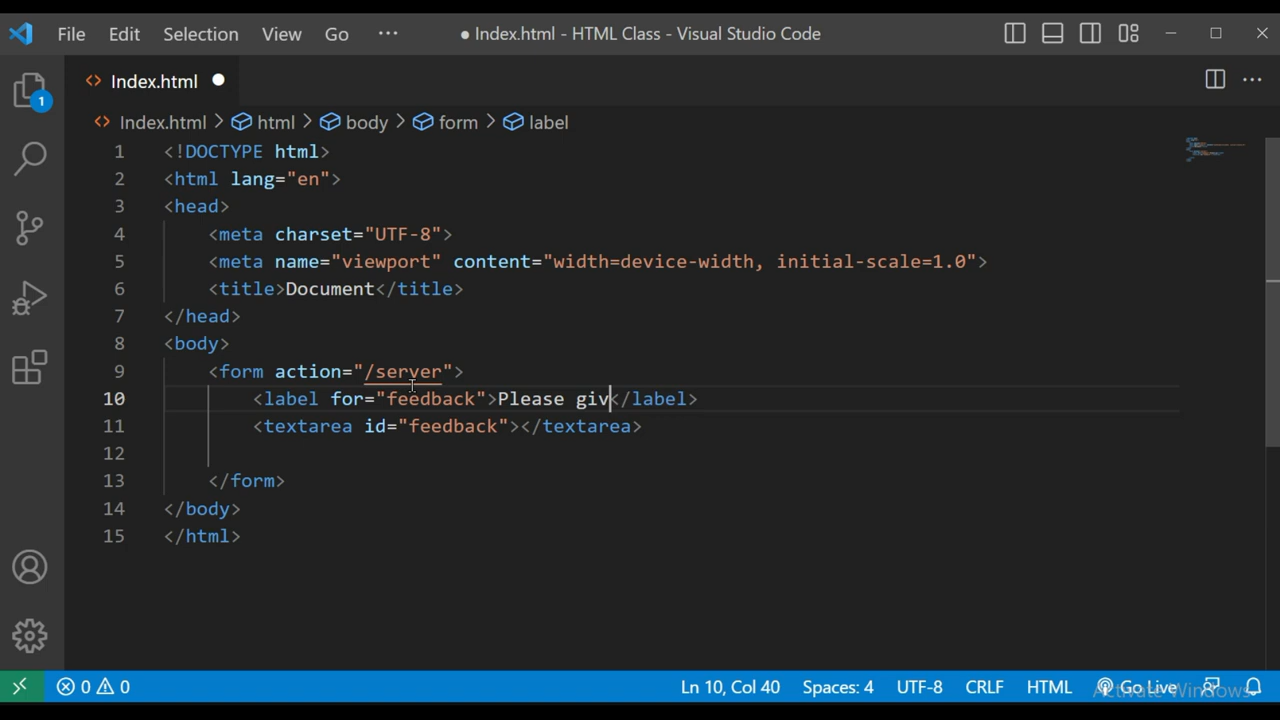 File Edit Selection View Go ··· ● Index.html - HTML Class - Visual Studio Code
Index.html
Index.html > html > body > form > label
1 <!DOCTYPE html>
2 <html lang="en">
3 <head>
4 <meta charset="UTF-8">
5 <meta name="viewport" content="width=device-width, initial-scale=1.0">
6 <title>Document</title>
7 </head>
8 <body>
9 <form action="/server">
10 <label for="feedback">Please giv</label>
11 <textarea id="feedback"></textarea>
12
13 </form>
14 </body>
15 </html>
1
0 0 Ln 10, Col 40 Spaces: 4 UTF-8 CRLF HTML Go Live
Activate Windows